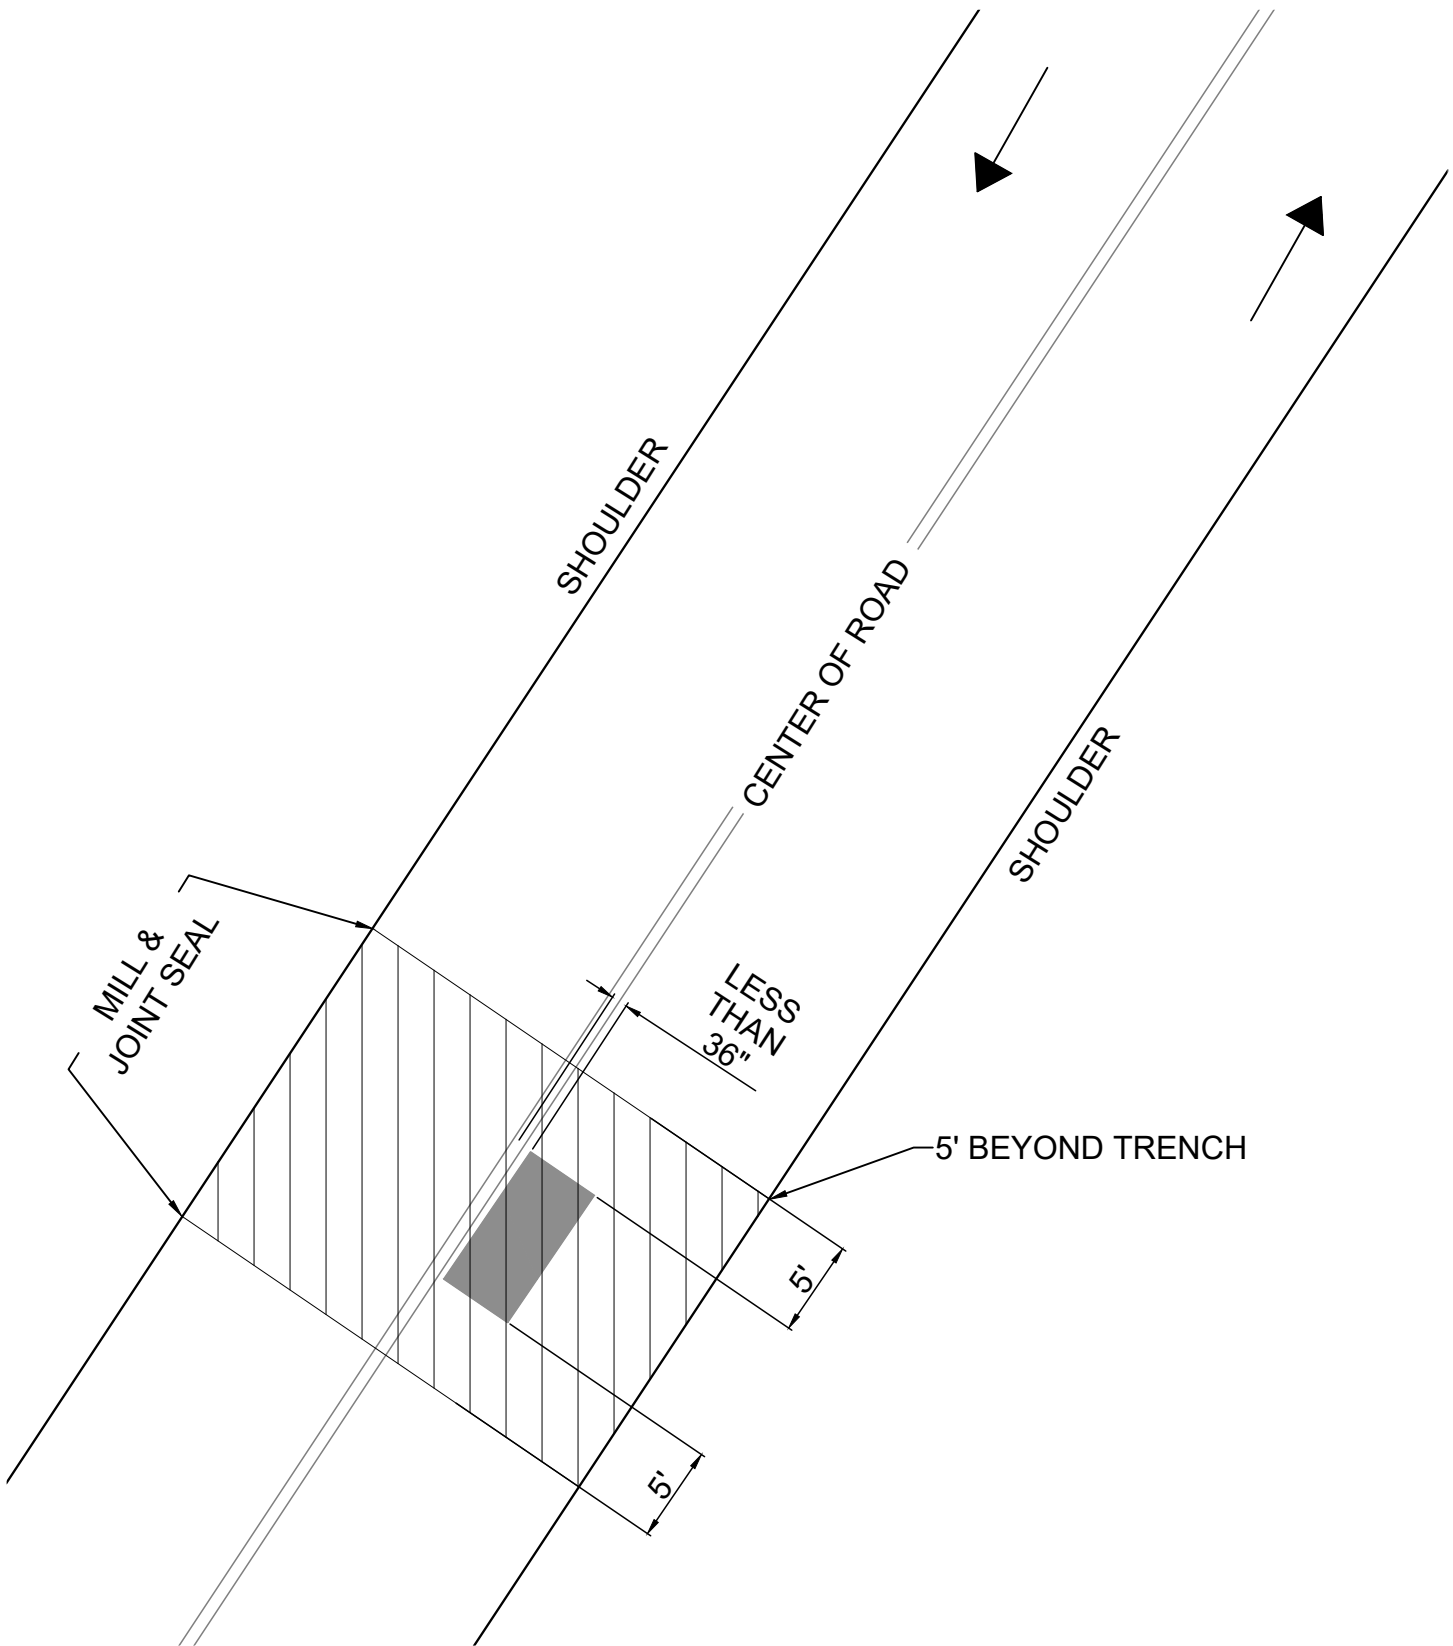 SHOULDER
CENTER OF ROAD
SHOULDER
MILL &
JOINT SEAL
LESS
THAN
36"
5' BEYOND TRENCH
5'
5'